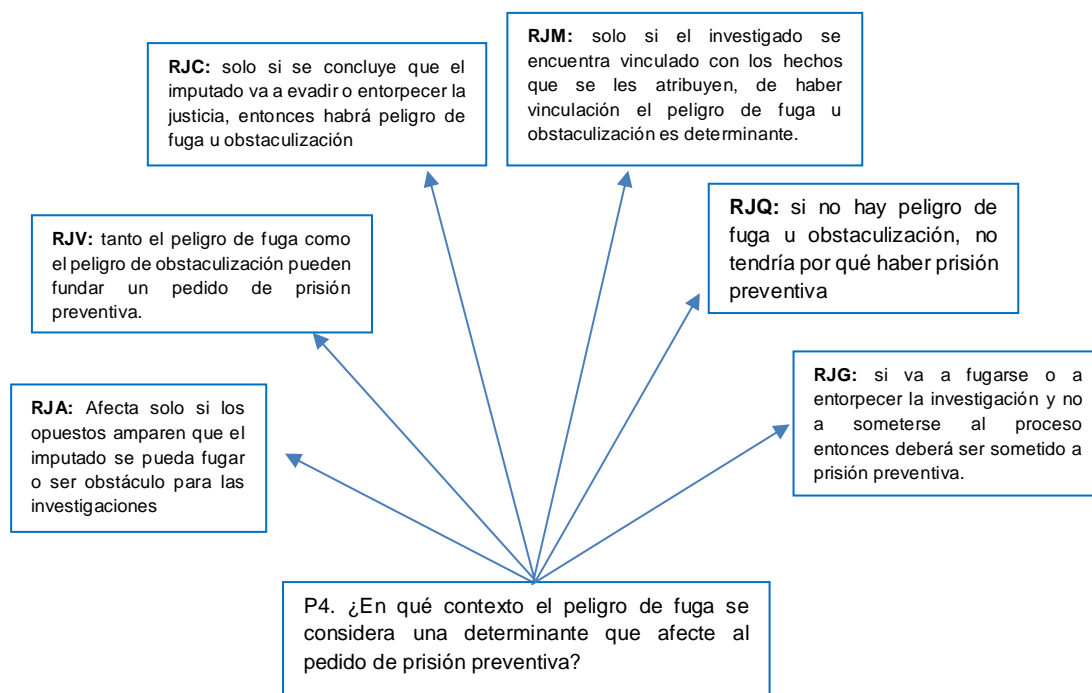 RJM: solo si el investigado se
encuentra vinculado con los hechos
que se les atribuyen, de haber
vinculación el peligro de fuga u
obstaculización es determinante.
RJC: solo si se concluye que el
imputado va a evadir o entorpecer la
justicia, entonces habrá peligro de
fuga u obstaculización
RJQ: si no hay peligro de
fuga u obstaculización, no
tendría por qué haber prisión
preventiva
RJV: tanto el peligro de fuga como
el peligro de obstaculización pueden
fundar un pedido de prisión
preventiva.
RJG: si va a fugarse o a
entorpecer la investigación y no
a someterse al proceso
entonces deberá ser sometido a
prisión preventiva.
RJA: Afecta solo si los
opuestos amparen que el
imputado se pueda fugar
o ser obstáculo para las
investigaciones
P4. ¿En qué contexto el peligro de fuga se
considera una determinante que afecte al
pedido de prisión preventiva?